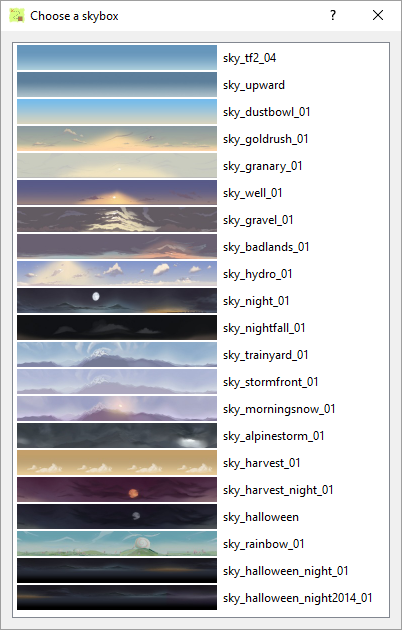 Choose a skybox
sky_tf2_04
sky_upward
sky_dustbowl_01
sky_goldrush_01
sky_granary_01
sky_well_01
sky_gravel_01
sky_badlands_01
sky_hydro_01
sky_night_01
sky_nightfall_01
sky_trainyard_01
sky_stormfront_01
sky_morningsnow_01
sky_alpinestorm_01
sky_harvest_01
sky_harvest_night_01
sky_halloween
sky_rainbow_01
sky_halloween_night_01
sky_halloween_night2014_01